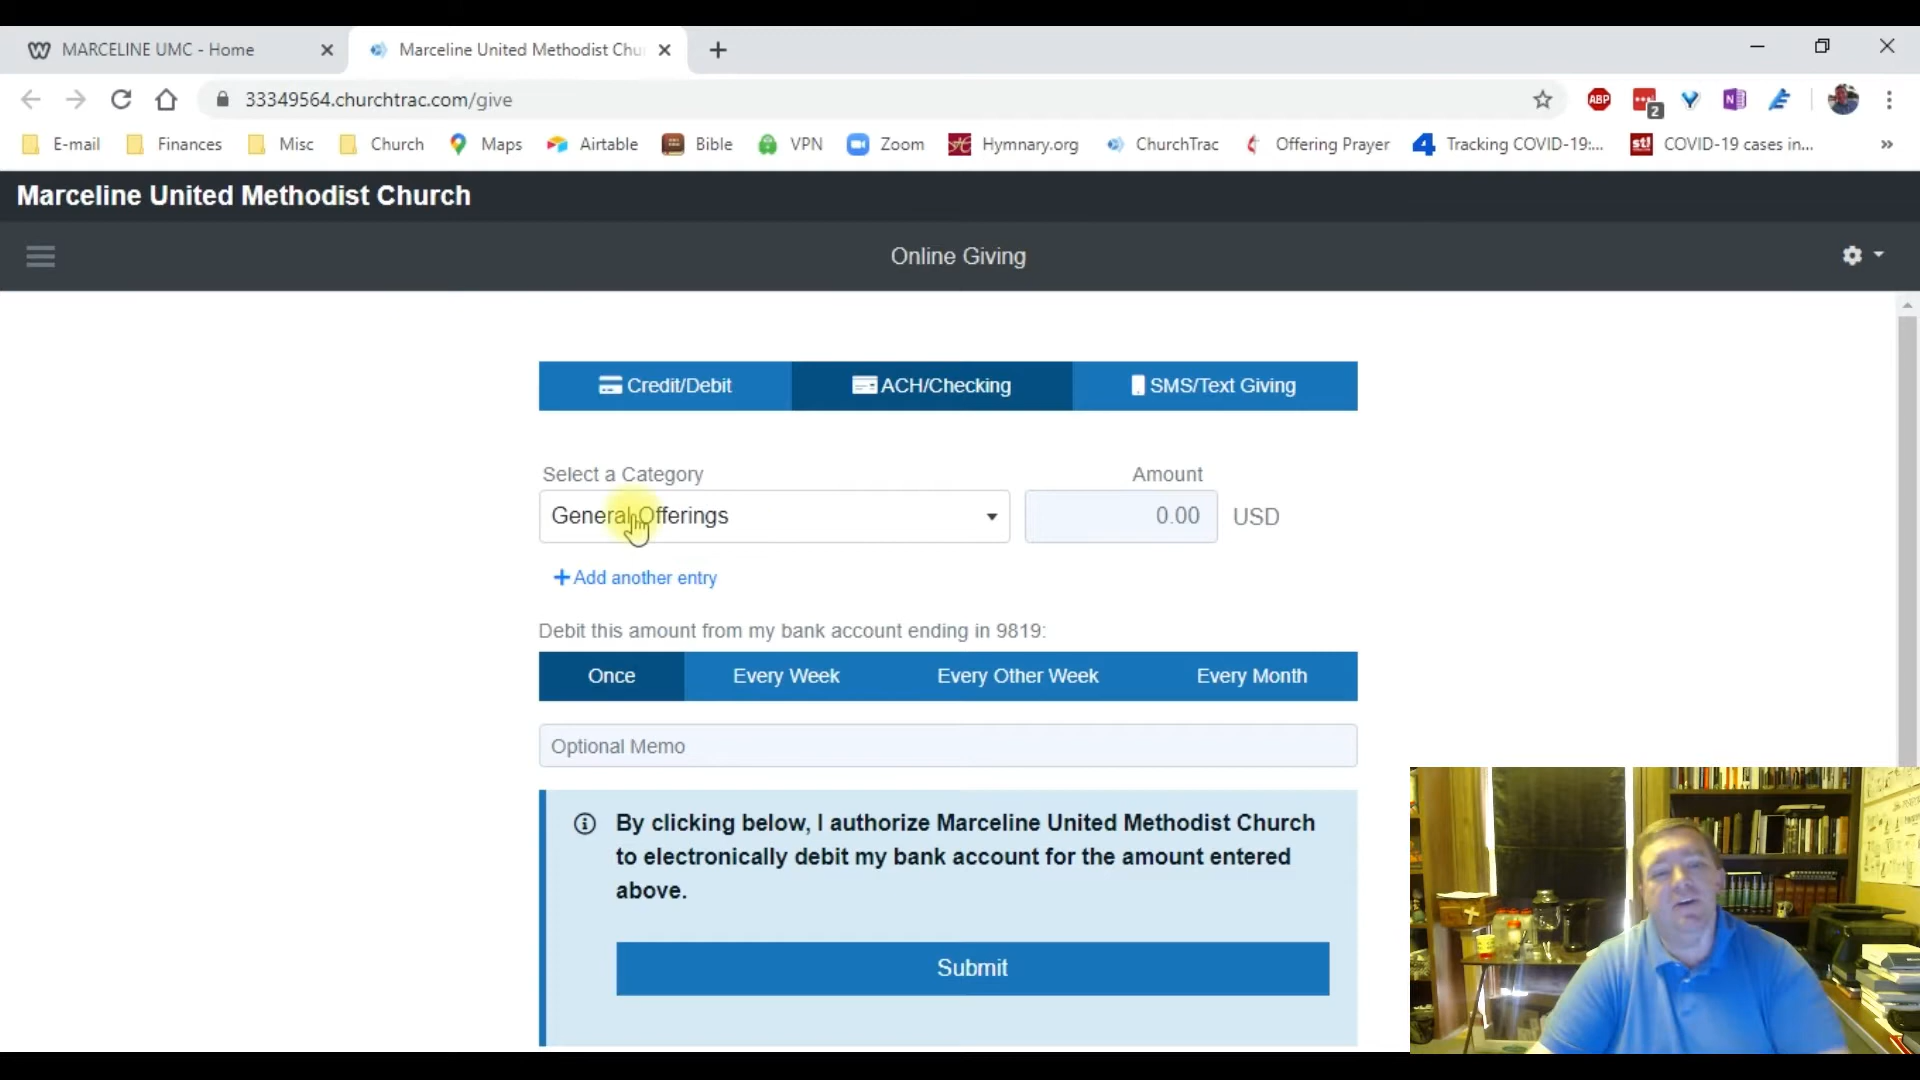 MARCELINE UMC - Home
Marceline United Methodist Chu
33349564.churchtrac.com/give
ABP
2
N
E-mail
Finances
Misc
Church
Maps
Airtable
Bible
VPN
Zoom
Hymnary.org
ChurchTrac
Offering Prayer
4
Tracking COVID-19:...
stl
COVID-19 cases in...
»
Marceline United Methodist Church
Online Giving
Credit/Debit
ACH/Checking
SMS/Text Giving
Select a Category
Amount
General Offerings
0.00
USD
+ Add another entry
Debit this amount from my bank account ending in 9819:
Once
Every Week
Every Other Week
Every Month
Optional Memo
By clicking below, I authorize Marceline United Methodist Church
to electronically debit my bank account for the amount entered
above.
Submit